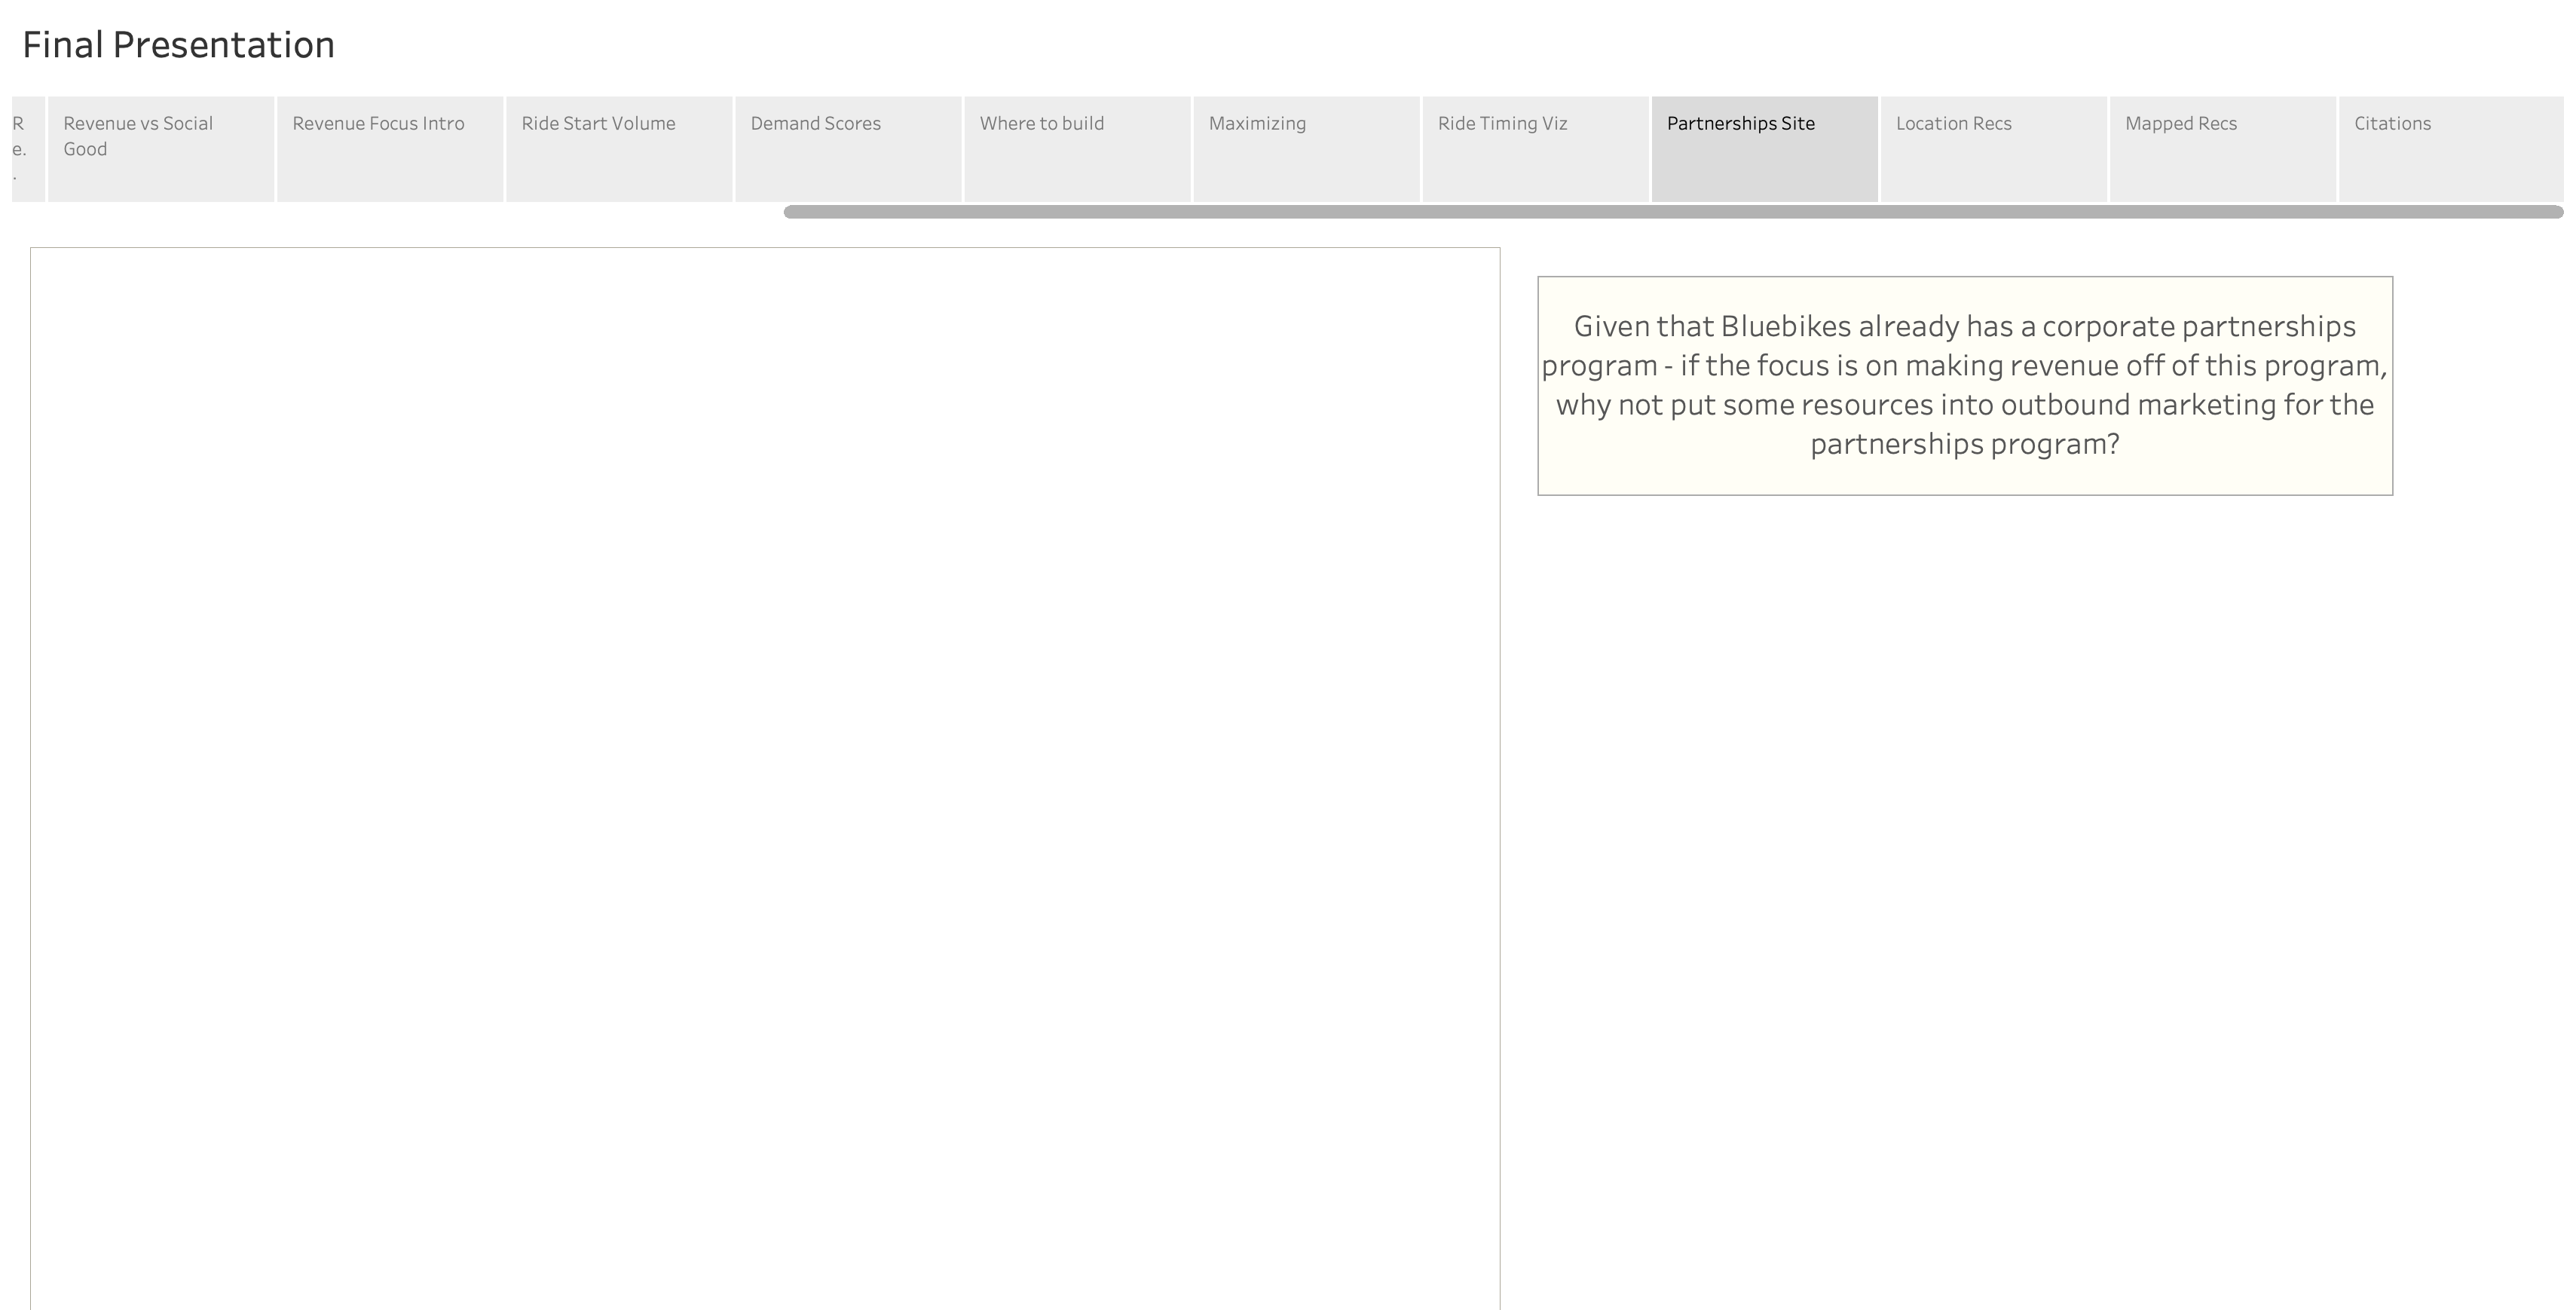 Final Presentation
R
e.
.
Revenue vs Social
Good
Revenue Focus Intro
Ride Start Volume
Demand Scores
Where to build
Maximizing
Ride Timing Viz
Partnerships Site
Location Recs
Mapped Recs
Citations
Given that Bluebikes already has a corporate partnerships
program - if the focus is on making revenue off of this program,
why not put some resources into outbound marketing for the
partnerships program?